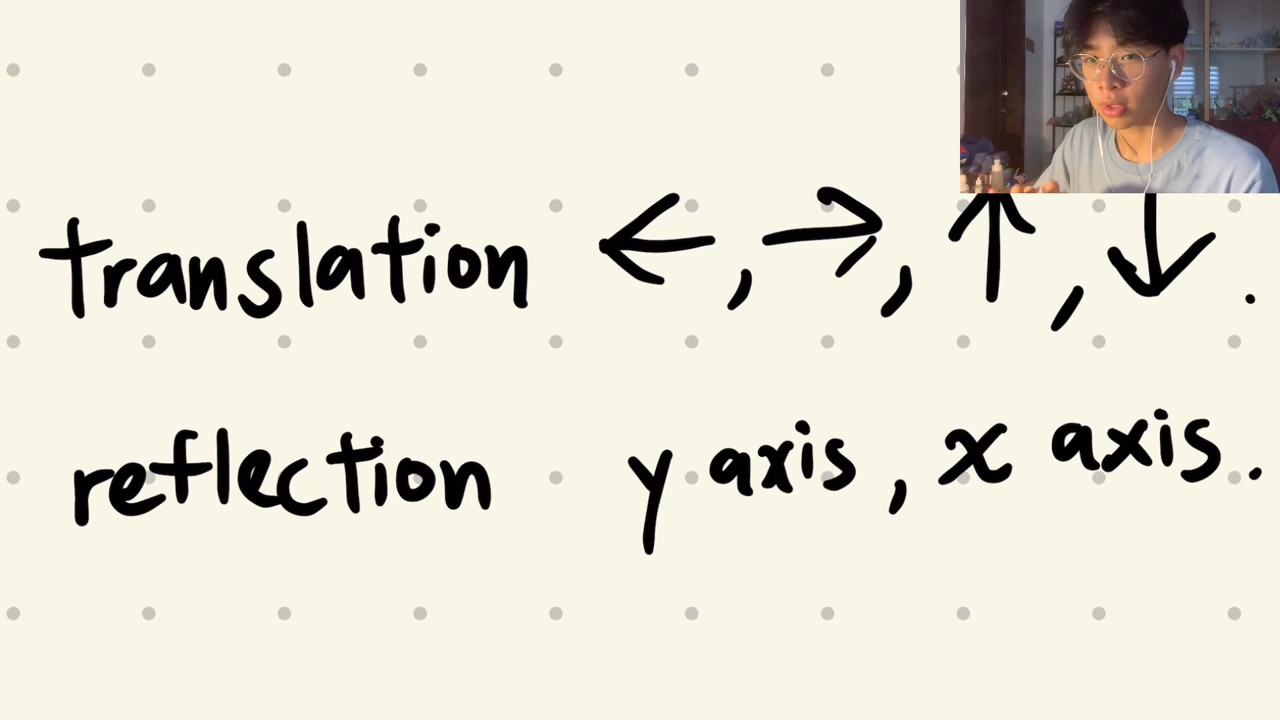 translation ←, →, ↑, ↓.
reflection y axis, x axis.